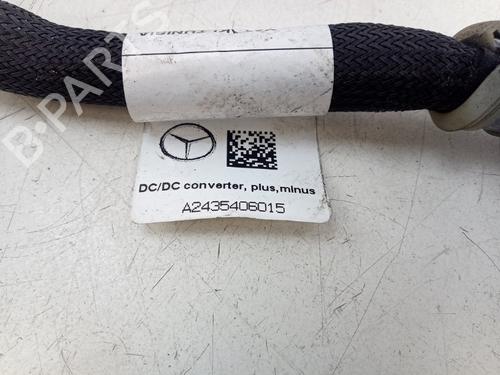 B-PARTS
DC/DC converter, plus,minus
A2435406015